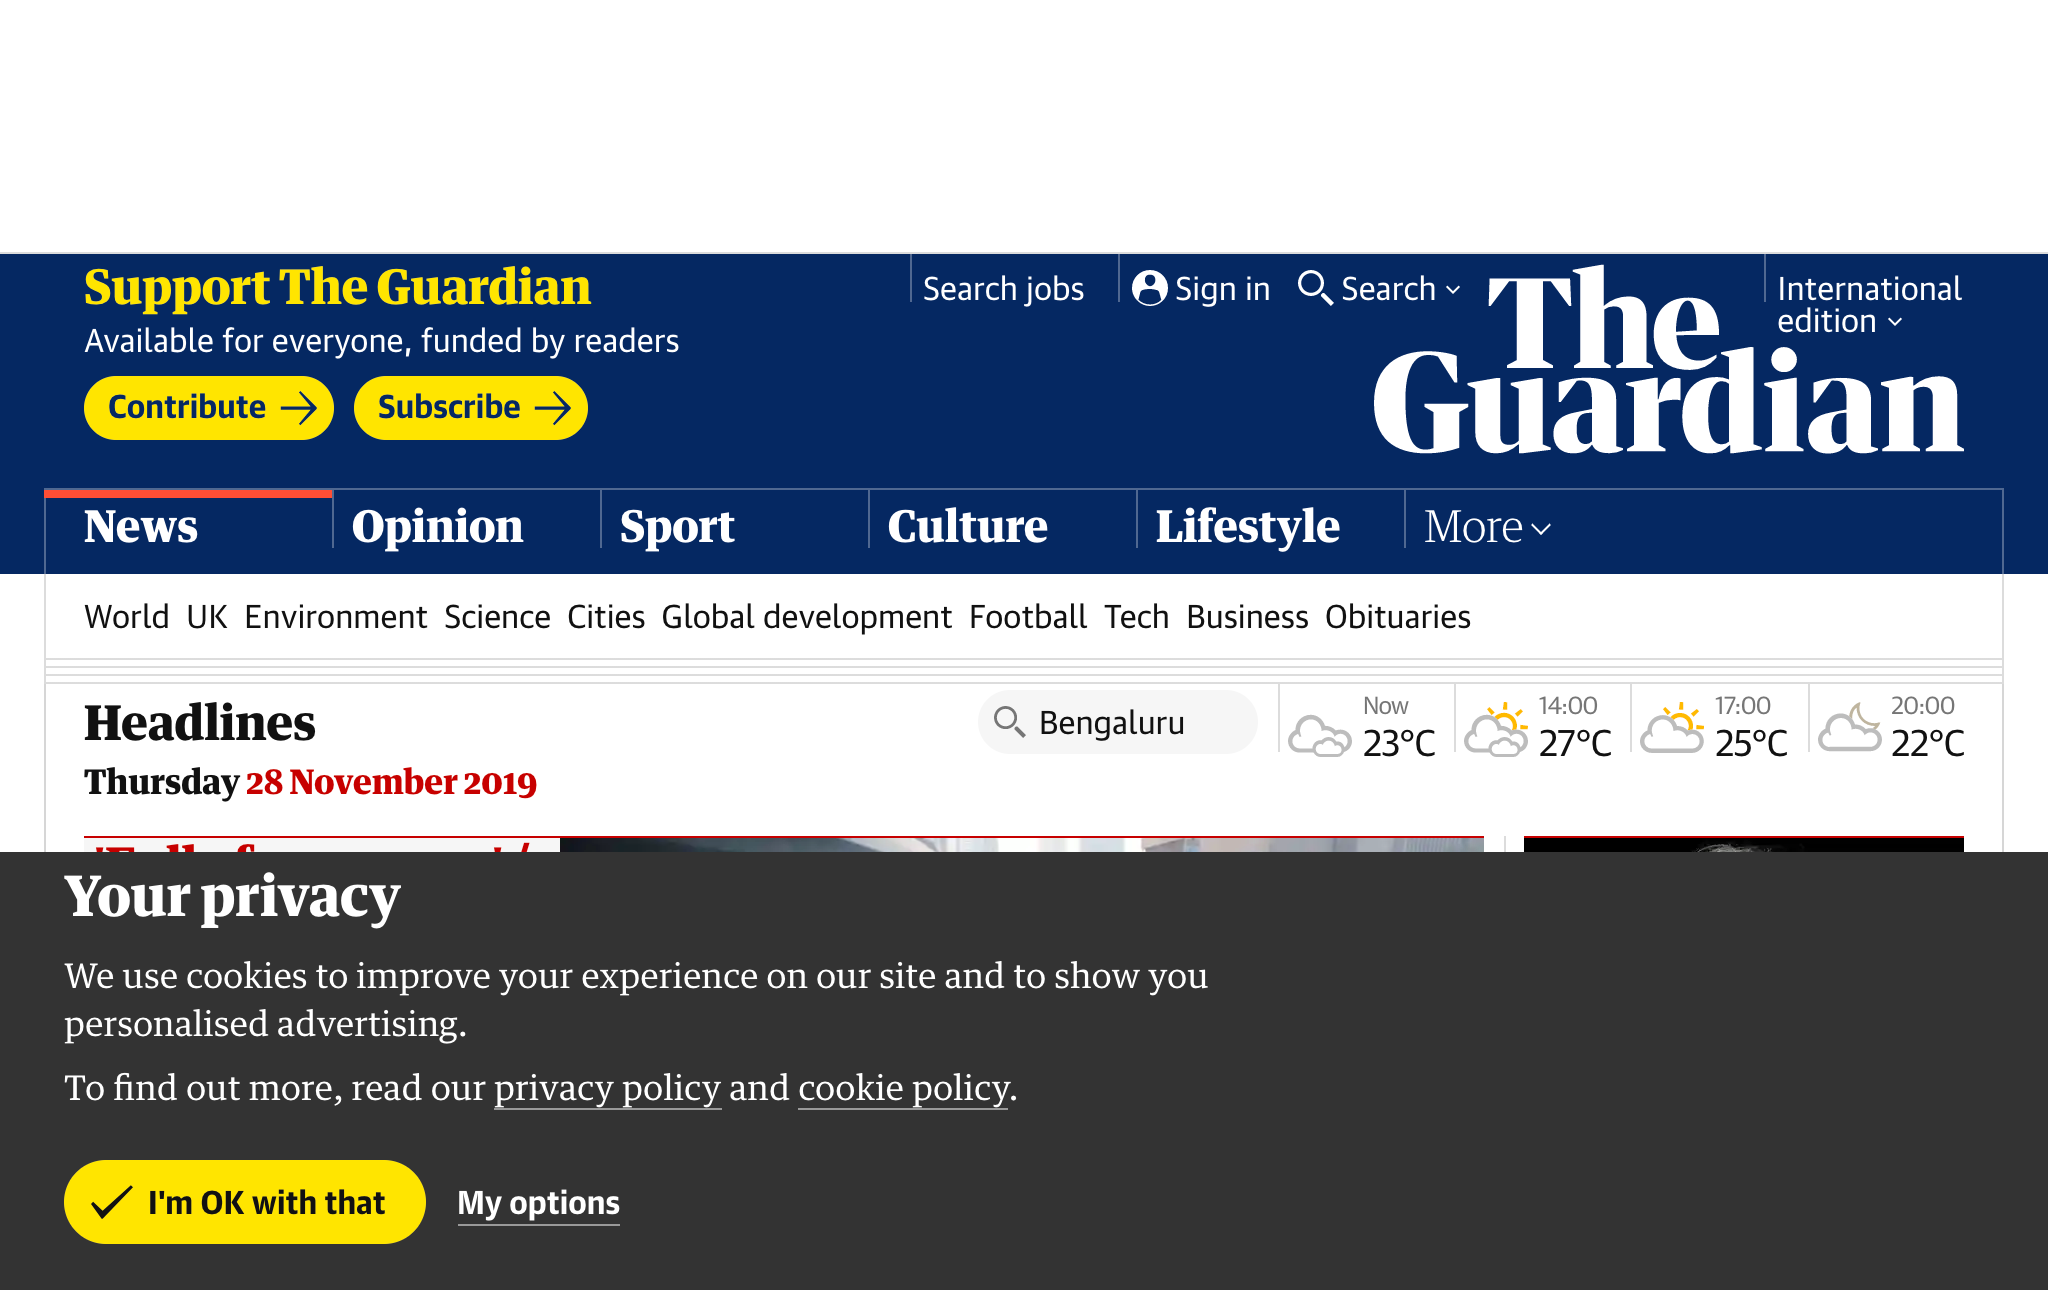 Support The Guardian
Available for everyone, funded by readers
Contribute
Subscribe
Search jobs
Sign in
Search
International
edition
The
Guardian
News
Opinion
Sport
Culture
Lifestyle
More
World UK Environment Science Cities Global development Football Tech Business Obituaries
Headlines
Thursday 28 November 2019
Bengaluru
Now
23°C
14:00
27°C
17:00
25°C
20:00
22°C
Your privacy
We use cookies to improve your experience on our site and to show you
personalised advertising.
To find out more, read our privacy policy and cookie policy.
I'm OK with that
My options